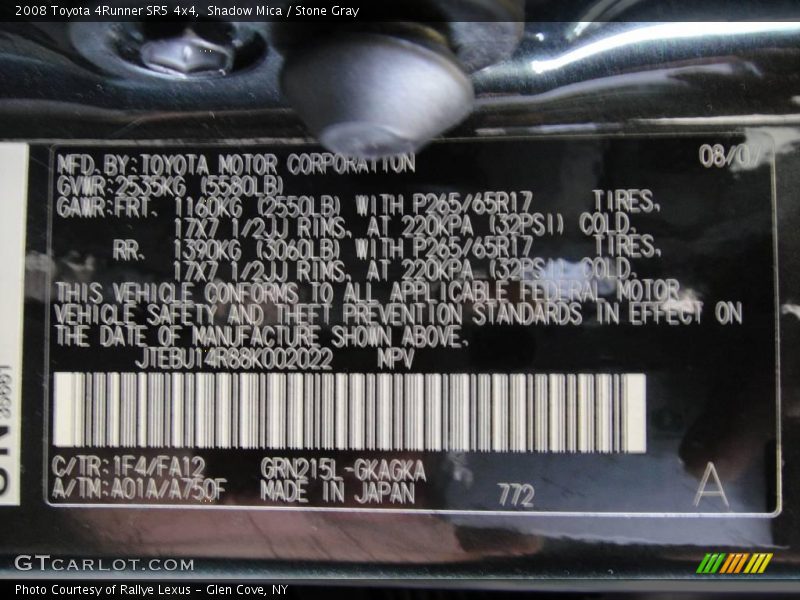 2008 Toyota 4Runner SR5 4x4, Shadow Mica / Stone Gray
MFD. BY: TOYOTA MOTOR CORPORATION 08/07
GVWR: 2535KG (5580LB)
GAWR: FRT. 1160KG (2550LB) WITH P265/65R17 TIRES,
17X7 1/2JJ RINS, AT 220KPA (32PSI) COLD.
RR. 1390KG (3060LB) WITH P265/65R17 TIRES,
17X7 1/2JJ RINS, AT 220KPA (32PSI) COLD.
THIS VEHICLE CONFORMS TO ALL APPLICABLE FEDERAL MOTOR
VEHICLE SAFETY AND THEFT PREVENTION STANDARDS IN EFFECT ON
THE DATE OF MANUFACTURE SHOWN ABOVE.
JTEBU14R88K002022 MPV
C/TR: 1F4/FA12 GRN215L-GKAGKA
A/TM: A01A/A750F MADE IN JAPAN 772 A
GTCARLOT.COM
Photo Courtesy of Rallye Lexus - Glen Cove, NY